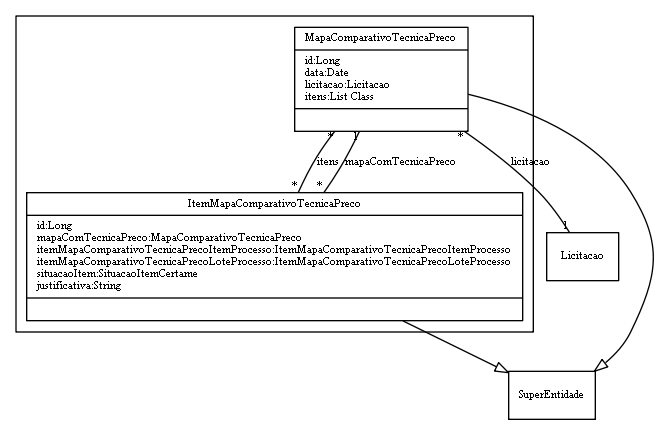 MapaComparativoTecnicaPreco
id:Long
data:Date
licitacao:Licitacao
itens:List Class
* 1 *
itens mapaComTecnicaPreco licitacao
* *
ItemMapaComparativoTecnicaPreco
id:Long
mapaComTecnicaPreco:MapaComparativoTecnicaPreco
itemMapaComparativoTecnicaPrecoItemProcesso:ItemMapaComparativoTecnicaPrecoItemProcesso
itemMapaComparativoTecnicaPrecoLoteProcesso:ItemMapaComparativoTecnicaPrecoLoteProcesso
situacaoItem:SituacaoItemCertame
justificativa:String
1
Licitacao
SuperEntidade